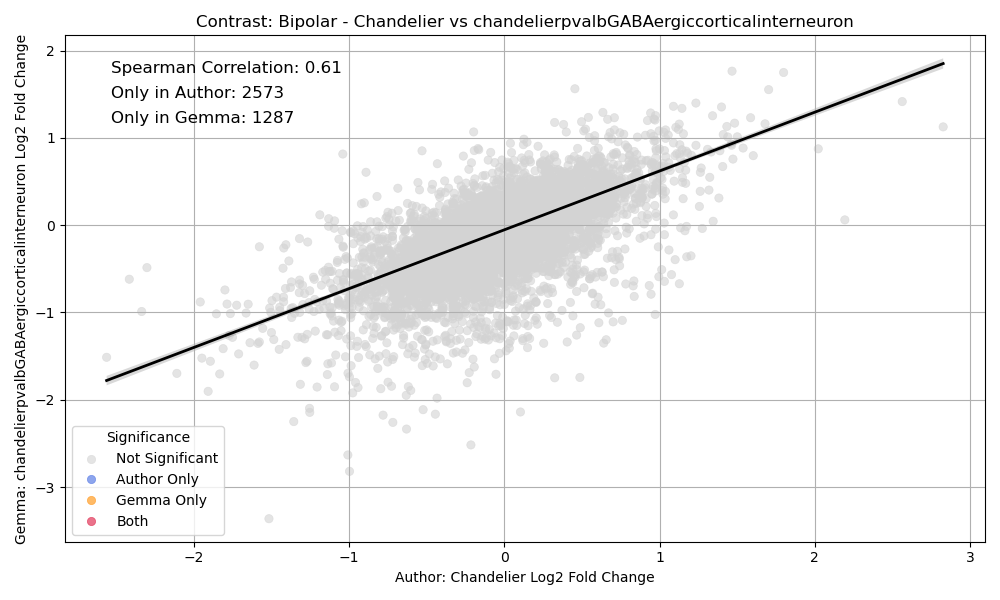 Contrast: Bipolar - Chandelier vs chandelierpvalbGABAergiccorticalinterneuron
Gemma: chandelierpvalbGABAergiccorticalinterneuron Log2 Fold Change
2
1
0
−1
−2
−3
Spearman Correlation: 0.61
Only in Author: 2573
Only in Gemma: 1287
Significance
Not Significant
Author Only
Gemma Only
Both
−2
−1
0
1
2
3
Author: Chandelier Log2 Fold Change